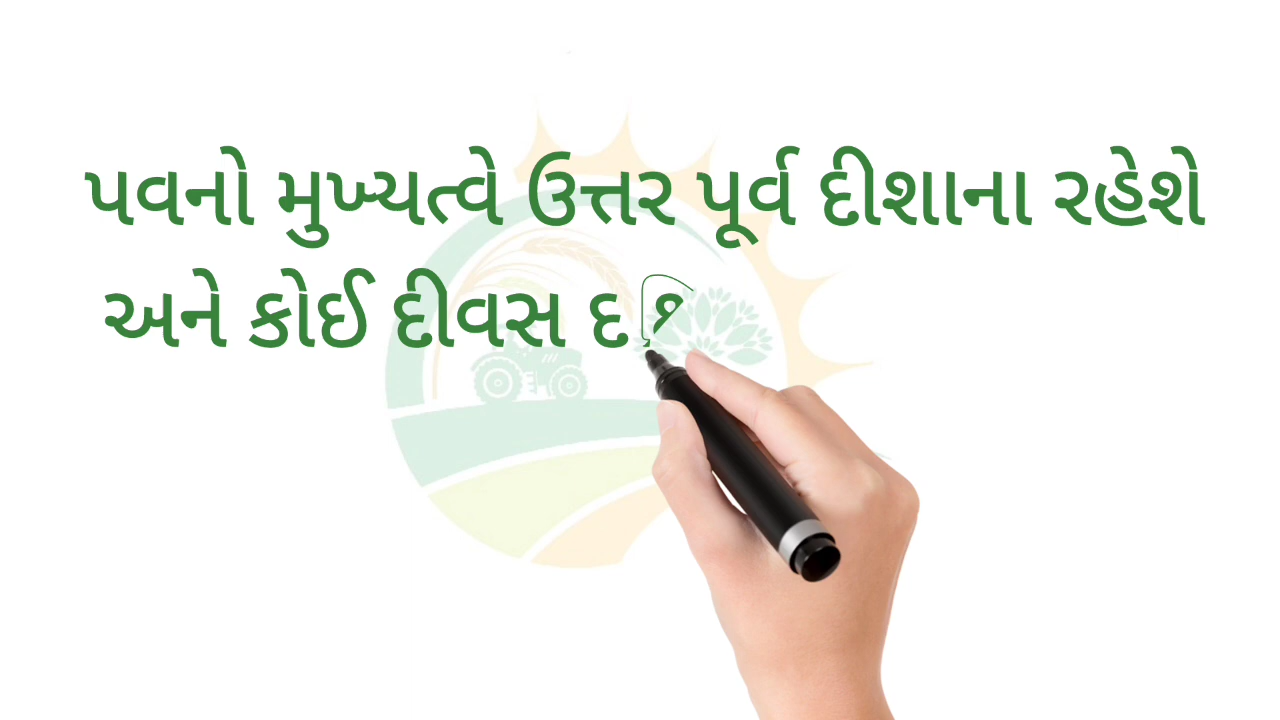 પવનો મુખ્યત્વે ઉત્તર પૂર્વ દીશાના રહેશે
અને કોઈ દીવસ દ